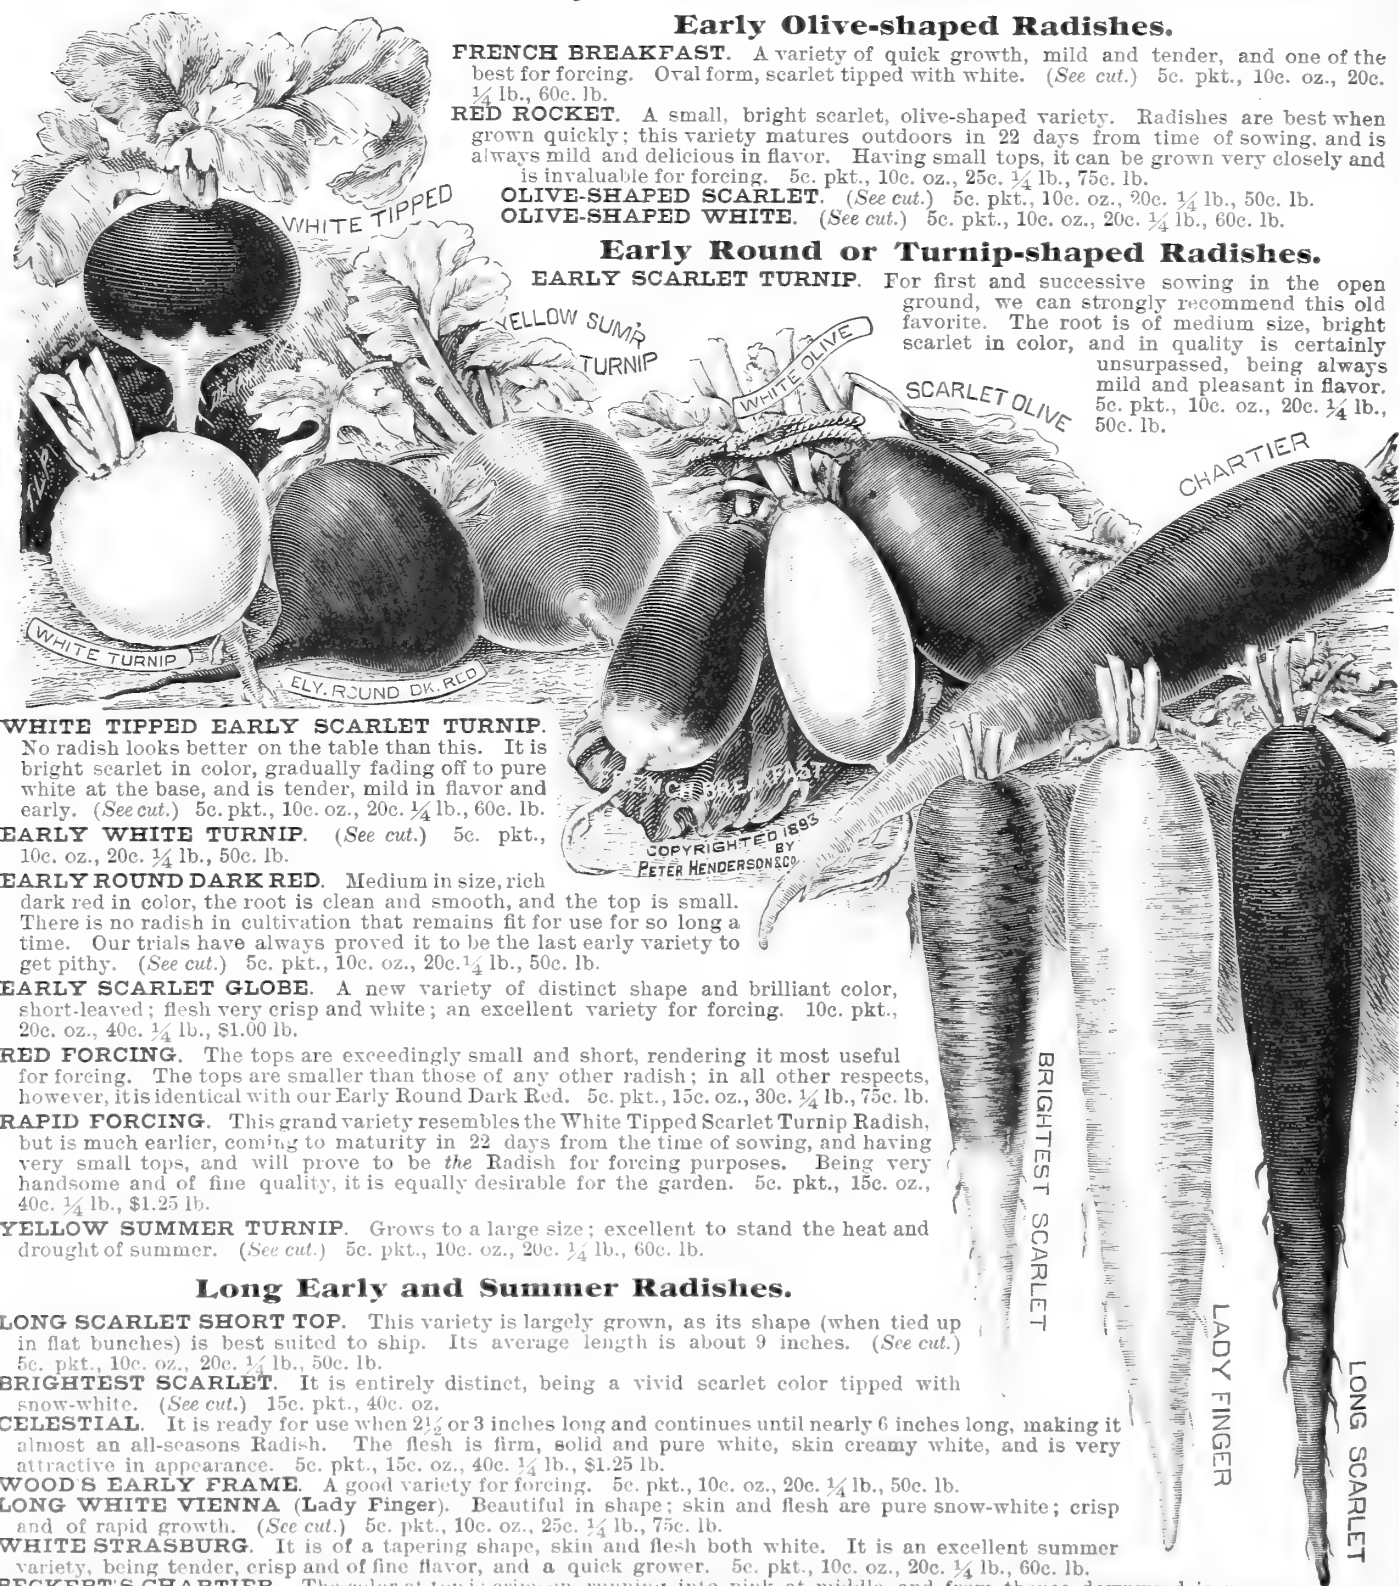 Early Olive-shaped Radishes.
FRENCH BREAKFAST. A variety of quick growth, mild and tender, and one of the
best for forcing. Oval form, scarlet tipped with white. (See cut.) 5c. pkt., 10c. oz., 20c.
¼ lb., 60c. lb.
RED ROCKET. A small, bright scarlet, olive-shaped variety. Radishes are best when
grown quickly; this variety matures outdoors in 22 days from time of sowing, and is
always mild and delicious in flavor. Having small tops, it can be grown very closely and
is invaluable for forcing. 5c. pkt., 10c. oz., 25c. ¼ lb., 75c. lb.
OLIVE-SHAPED SCARLET. (See cut.) 5c. pkt., 10c. oz., 20c. ¼ lb., 50c. lb.
OLIVE-SHAPED WHITE. (See cut.) 5c. pkt., 10c. oz., 20c. ¼ lb., 60c. lb.
Early Round or Turnip-shaped Radishes.
EARLY SCARLET TURNIP. For first and successive sowing in the open
ground, we can strongly recommend this old
favorite. The root is of medium size, bright
scarlet in color, and in quality is certainly
unsurpassed, being always
mild and pleasant in flavor.
5c. pkt., 10c. oz., 20c. ¼ lb.,
50c. lb.
WHITE TIPPED
YELLOW SUMR
TURNIP
WHITE OLIVE
SCARLET OLIVE
CHARTIER
WHITE TURNIP
ELY. ROUND DK. RED
FRENCH BREAKFAST
COPYRIGHTED 1893
BY
PETER HENDERSON & CO
WHITE TIPPED EARLY SCARLET TURNIP.
No radish looks better on the table than this. It is
bright scarlet in color, gradually fading off to pure
white at the base, and is tender, mild in flavor and
early. (See cut.) 5c. pkt., 10c. oz., 20c. ¼ lb., 60c. lb.
EARLY WHITE TURNIP. (See cut.) 5c. pkt.,
10c. oz., 20c. ¼ lb., 50c. lb.
EARLY ROUND DARK RED. Medium in size, rich
dark red in color, the root is clean and smooth, and the top is small.
There is no radish in cultivation that remains fit for use for so long a
time. Our trials have always proved it to be the last early variety to
get pithy. (See cut.) 5c. pkt., 10c. oz., 20c. ¼ lb., 50c. lb.
EARLY SCARLET GLOBE. A new variety of distinct shape and brilliant color,
short-leaved; flesh very crisp and white; an excellent variety for forcing. 10c. pkt.,
20c. oz., 40c. ¼ lb., $1.00 lb.
RED FORCING. The tops are exceedingly small and short, rendering it most useful
for forcing. The tops are smaller than those of any other radish; in all other respects,
however, it is identical with our Early Round Dark Red. 5c. pkt., 15c. oz., 30c. ¼ lb., 75c. lb.
RAPID FORCING. This grand variety resembles the White Tipped Scarlet Turnip Radish,
but is much earlier, coming to maturity in 22 days from the time of sowing, and having
very small tops, and will prove to be the Radish for forcing purposes. Being very
handsome and of fine quality, it is equally desirable for the garden. 5c. pkt., 15c. oz.,
40c. ¼ lb., $1.25 lb.
YELLOW SUMMER TURNIP. Grows to a large size; excellent to stand the heat and
drought of summer. (See cut.) 5c. pkt., 10c. oz., 20c. ¼ lb., 60c. lb.
Long Early and Summer Radishes.
LONG SCARLET SHORT TOP. This variety is largely grown, as its shape (when tied up
in flat bunches) is best suited to ship. Its average length is about 9 inches. (See cut.)
5c. pkt., 10c. oz., 20c. ¼ lb., 50c. lb.
BRIGHTEST SCARLET. It is entirely distinct, being a vivid scarlet color tipped with
snow-white. (See cut.) 15c. pkt., 40c. oz.
CELESTIAL. It is ready for use when 2½ or 3 inches long and continues until nearly 6 inches long, making it
almost an all-seasons Radish. The flesh is firm, solid and pure white, skin creamy white, and is very
attractive in appearance. 5c. pkt., 15c. oz., 40c. ¼ lb., $1.25 lb.
WOOD'S EARLY FRAME. A good variety for forcing. 5c. pkt., 10c. oz., 20c. ¼ lb., 50c. lb.
LONG WHITE VIENNA (Lady Finger). Beautiful in shape; skin and flesh are pure snow-white; crisp
and of rapid growth. (See cut.) 5c. pkt., 10c. oz., 25c. ¼ lb., 75c. lb.
WHITE STRASBURG. It is of a tapering shape, skin and flesh both white. It is an excellent summer
variety, being tender, crisp and of fine flavor, and a quick grower. 5c. pkt., 10c. oz., 20c. ¼ lb., 60c. lb.
BECKERT'S CHARTIER. The color at top is crimson, running into pink at middle, and from thence downward is
BRIGHTEST SCARLET
LADY FINGER
LONG SCARLET